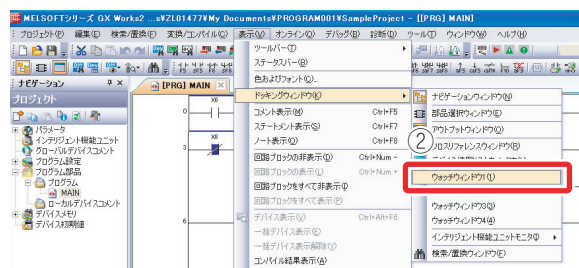 MELSOFTシリーズ GX Works2 ...s¥ZL01477¥My Documents¥PROGRAM001¥SampleProject - [[PRG] MAIN]
プロジェクト(P) 編集(E) 検索/置換(F) 変換/コンパイル(C) 表示(V) オンライン(O) デバッグ(B) 診断(D) ツール(T) ウィンドウ(W) ヘルプ(H)
ナビゲーション
プロジェクト
パラメータ
インテリジェント機能ユニット
グローバルデバイスコメント
プログラム設定
プログラム部品
プログラム
MAIN
ローカルデバイスコメント
デバイスメモリ
デバイス初期値
[PRG] MAIN
0
X0
3
X8
6
ツールバー(T)
ステータスバー(B)
色およびフォント(Q)...
ドッキングウィンドウ(K)
コメント表示(M) Ctrl+F5
ステートメント表示(S) Ctrl+F7
ノート表示(O) Ctrl+F8
回路ブロックの非表示(D) Ctrl+Num -
回路ブロックの表示(L) Ctrl+Num +
回路ブロックをすべて非表示(I)
回路ブロックをすべて表示(P)
デバイス表示(V) Ctrl+Alt+F6
一括デバイス表示(E)
一括デバイス表示解除(V)
コンパイル結果表示(A)
ナビゲーションウィンドウ(N)
部品選択ウィンドウ(E)
アウトプットウィンドウ(O)
②
クロスリファレンスウィンドウ(R)
ウォッチウィンドウ1(1)
ウォッチウィンドウ3(3)
ウォッチウィンドウ4(4)
インテリジェント機能ユニットモニタ(I)
検索/置換ウィンドウ(F)